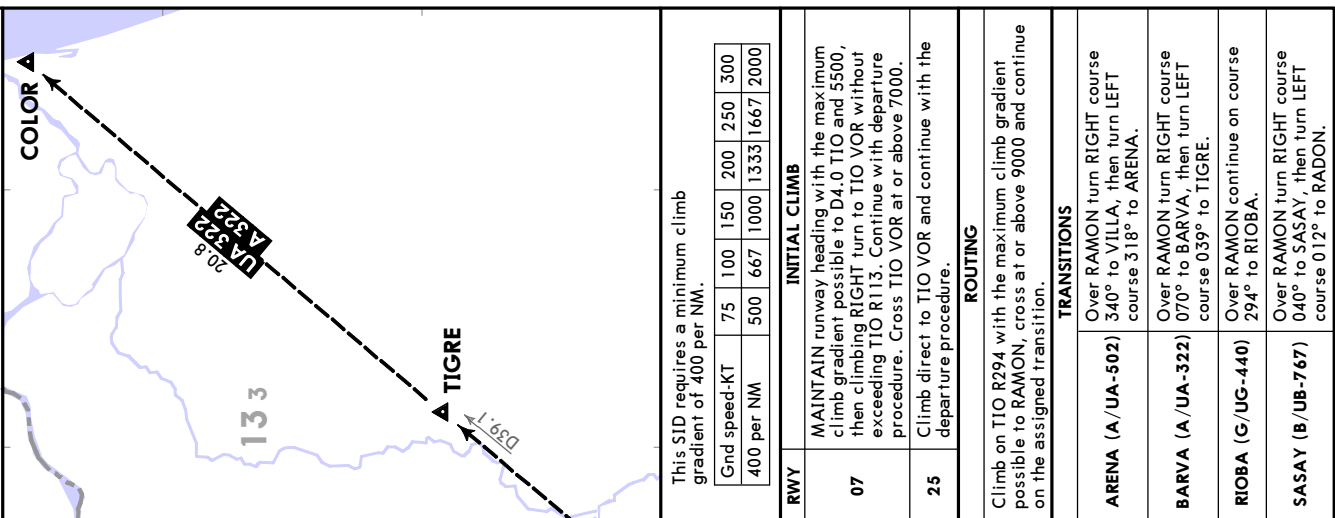 COLOR
UA 322
A 322
20.8
TIGRE
D39.1
13 3
This SID requires a minimum climb
gradient of 400 per NM.
Gnd speed-KT 75 100 150 200 250 300
400 per NM 500 667 1000 1333 1667 2000
RWY INITIAL CLIMB
07
MAINTAIN runway heading with the maximum
climb gradient possible to D4.0 TIO and 5500,
then climbing RIGHT turn to TIO VOR without
exceeding TIO R113. Continue with departure
procedure. Cross TIO VOR at or above 7000.
25
Climb direct to TIO VOR and continue with the
departure procedure.
ROUTING
Climb on TIO R294 with the maximum climb gradient
possible to RAMON, cross at or above 9000 and continue
on the assigned transition.
TRANSITIONS
ARENA (A/UA-502)
Over RAMON turn RIGHT course
340° to VILLA, then turn LEFT
course 318° to ARENA.
BARVA (A/UA-322)
Over RAMON turn RIGHT course
070° to BARVA, then turn LEFT
course 039° to TIGRE.
RIOBA (G/UG-440)
Over RAMON continue on course
294° to RIOBA.
SASAY (B/UB-767)
Over RAMON turn RIGHT course
040° to SASAY, then turn LEFT
course 012° to RADON.